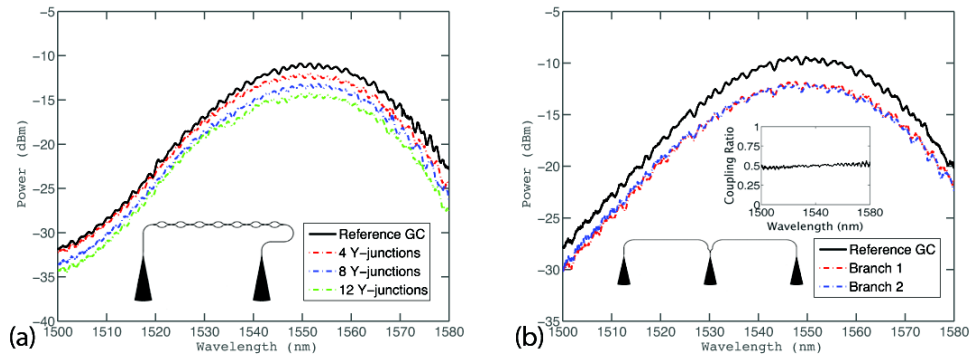 (a)
Power (dBm)
-5
-10
-15
-20
-25
-30
-35
-40
1500 1510 1520 1530 1540 1550 1560 1570 1580
Wavelength (nm)
Reference GC
4 Y-junctions
8 Y-junctions
12 Y-junctions
(b)
Power (dBm)
-5
-10
-15
-20
-25
-30
-35
1500 1510 1520 1530 1540 1550 1560 1570 1580
Wavelength (nm)
Coupling Ratio
1
0.75
0.5
0.25
0
1500 1540 1580
Wavelength (nm)
Reference GC
Branch 1
Branch 2